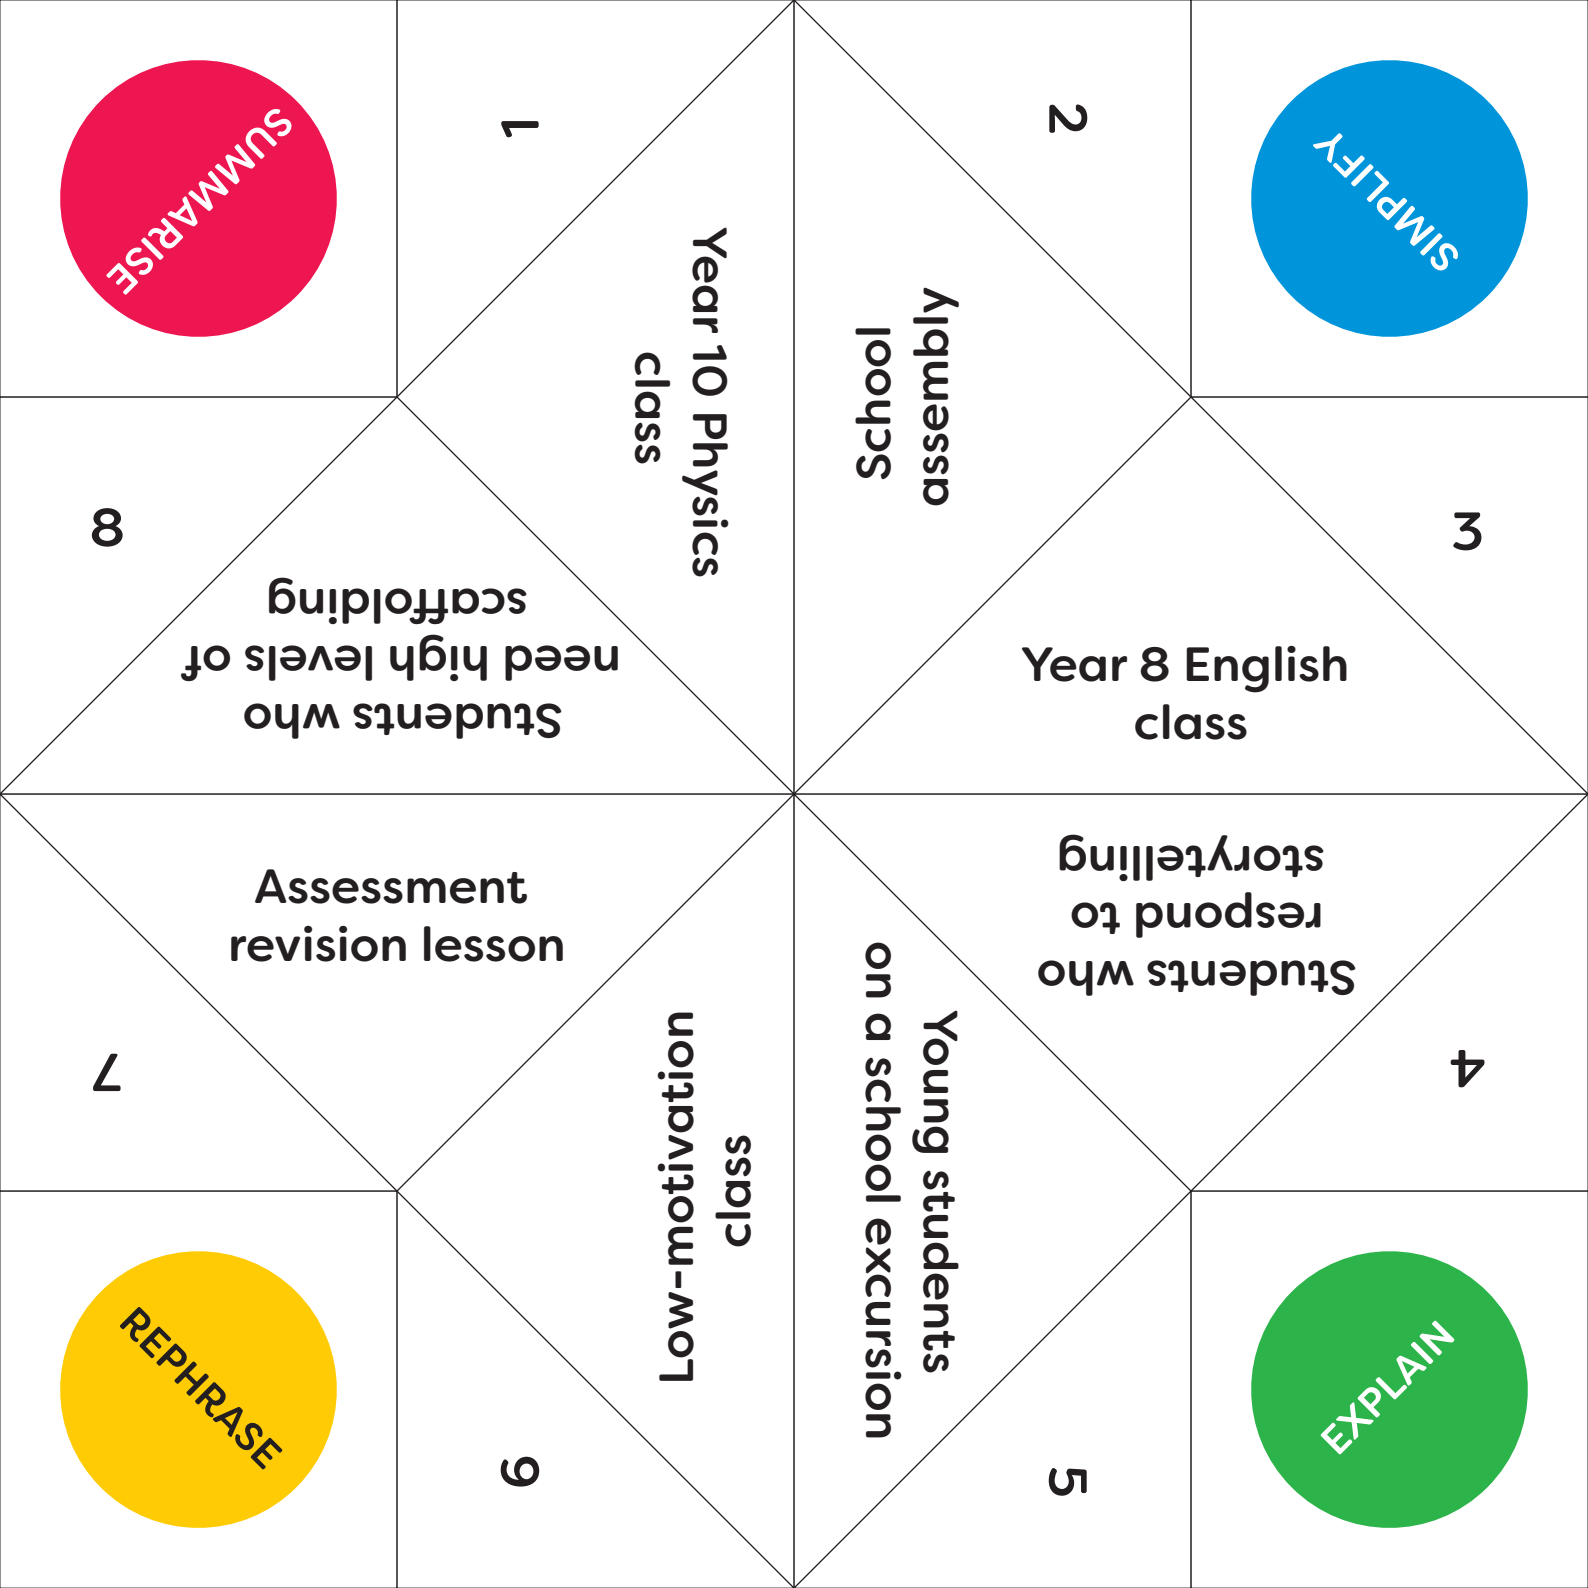 SUMMARISE
1
2
SIMPLIFY
Year 10 Physics
class
School
assembly
8
3
Students who
need high levels of
scaffolding
Year 8 English
class
Assessment
revision lesson
Students who
respond to
storytelling
7
4
Low-motivation
class
Young students
on a school excursion
REPHRASE
6
5
EXPLAIN